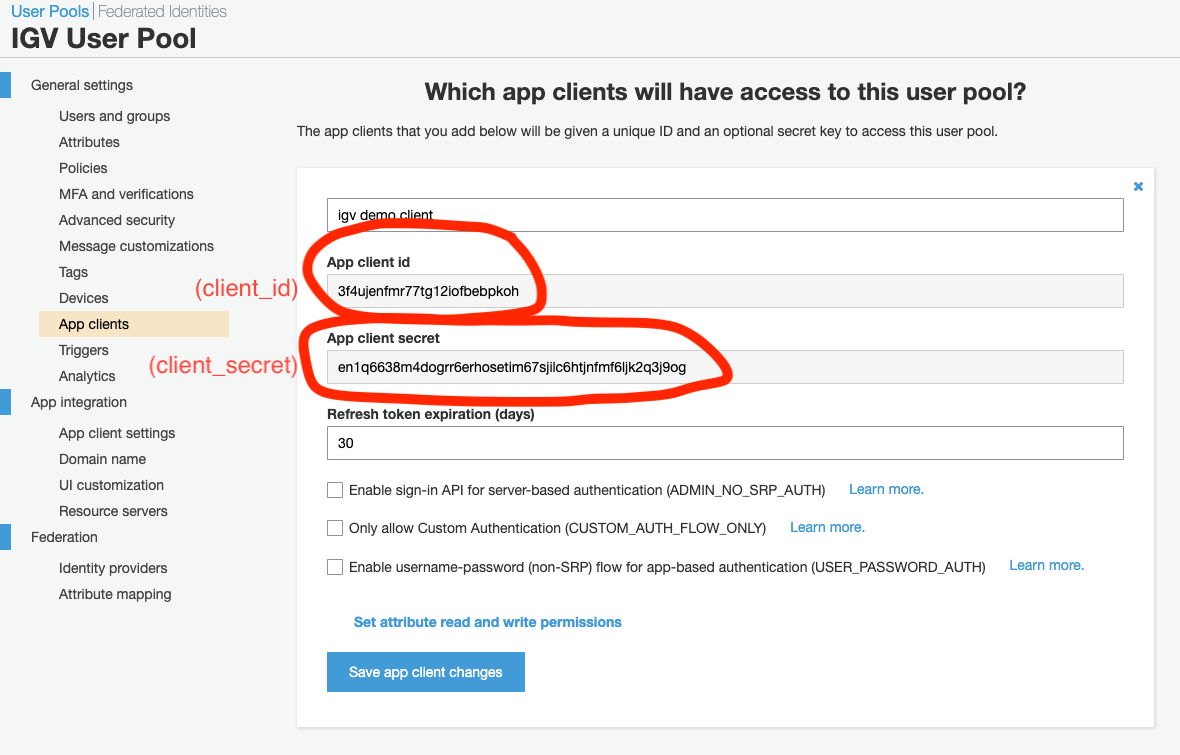 User Pools | Federated Identities
IGV User Pool
General settings
Users and groups
Attributes
Policies
MFA and verifications
Advanced security
Message customizations
Tags
Devices
App clients
Triggers
Analytics
App integration
App client settings
Domain name
UI customization
Resource servers
Federation
Identity providers
Attribute mapping
Which app clients will have access to this user pool?
The app clients that you add below will be given a unique ID and an optional secret key to access this user pool.
igv demo client
App client id
(client_id) 3f4ujenfmr77tg12iofbebpkoh
App client secret
(client_secret) en1q6638m4dogrr6erhosetim67sjilc6htjnfmf6ljk2q3j9og
Refresh token expiration (days)
30
Enable sign-in API for server-based authentication (ADMIN_NO_SRP_AUTH) Learn more.
Only allow Custom Authentication (CUSTOM_AUTH_FLOW_ONLY) Learn more.
Enable username-password (non-SRP) flow for app-based authentication (USER_PASSWORD_AUTH) Learn more.
Set attribute read and write permissions
Save app client changes